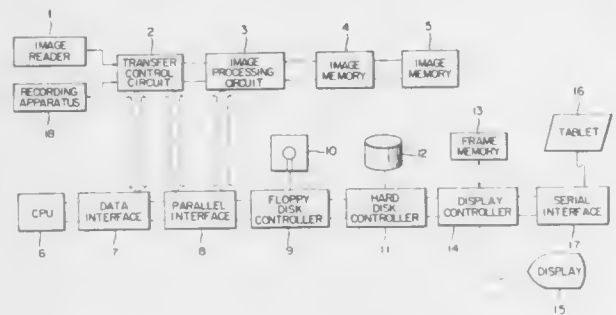 1
2
3
4
5
IMAGE READER
TRANSFER CONTROL CIRCUIT
IMAGE PROCESSING CIRCUIT
IMAGE MEMORY
IMAGE MEMORY
RECORDING APPARATUS
18
10
12
13
FRAME MEMORY
16
TABLET
CPU
DATA INTERFACE
PARALLEL INTERFACE
FLOPPY DISK CONTROLLER
HARD DISK CONTROLLER
DISPLAY CONTROLLER
SERIAL INTERFACE
6
7
8
9
11
14
17
DISPLAY
15